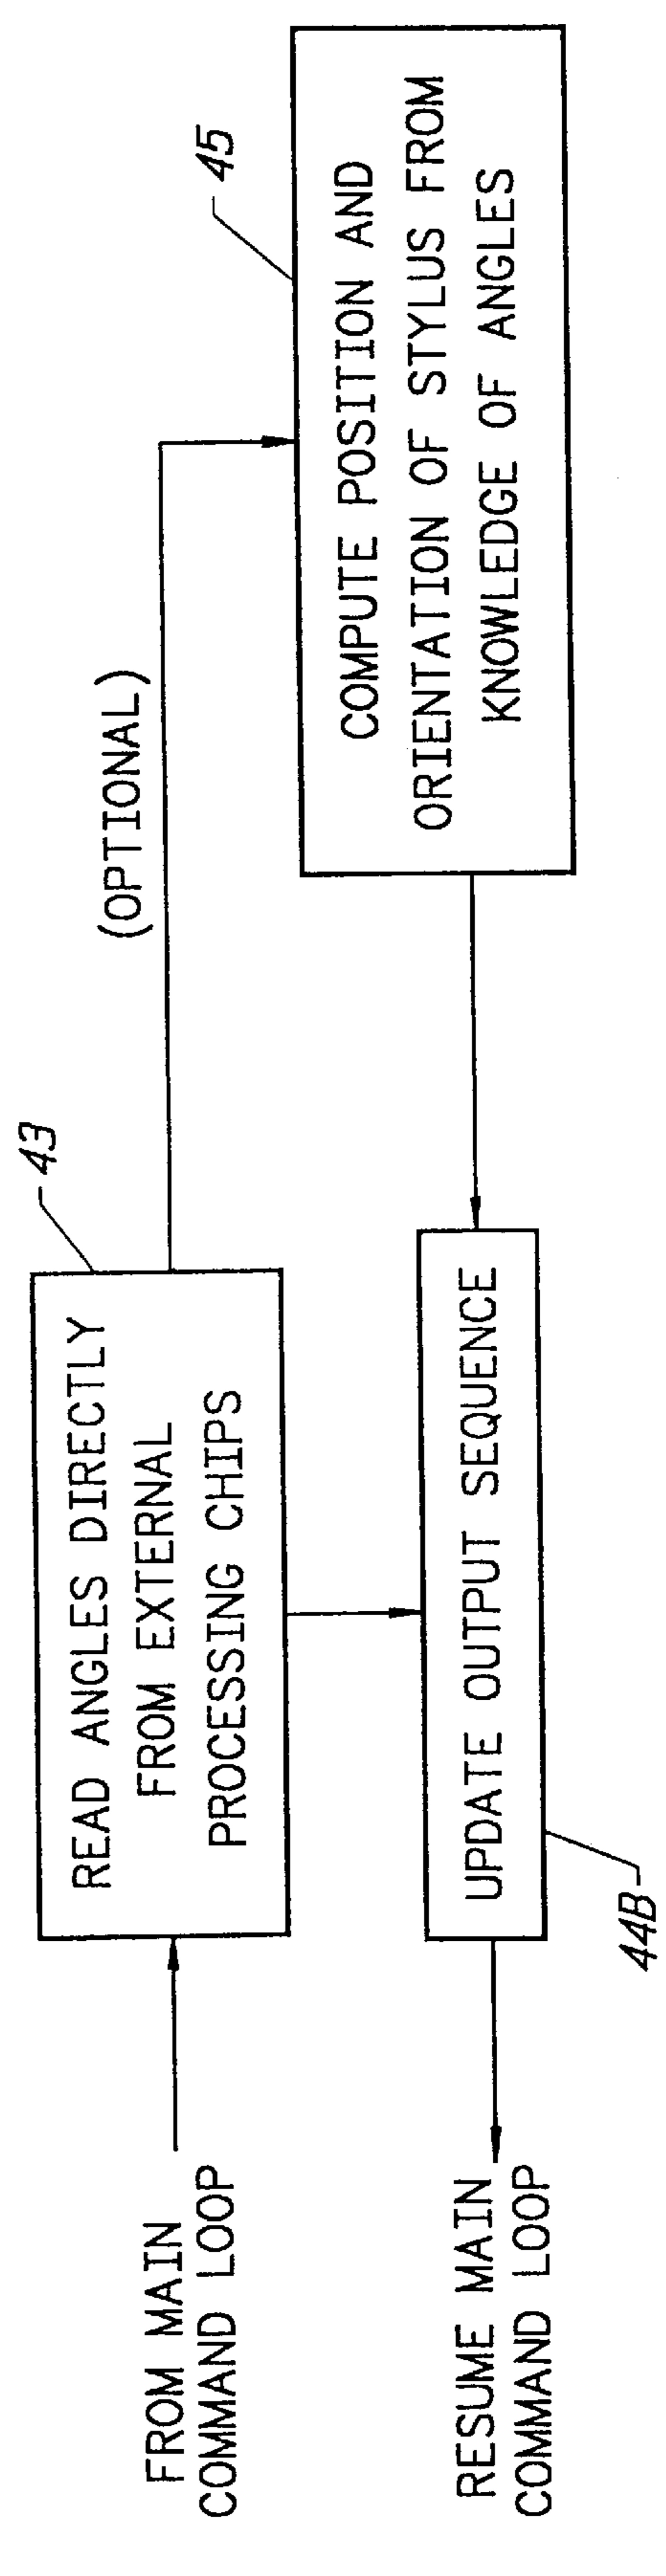 FROM MAIN
COMMAND LOOP
43
READ ANGLES DIRECTLY
FROM EXTERNAL
PROCESSING CHIPS
(OPTIONAL)
45
COMPUTE POSITION AND
ORIENTATION OF STYLUS FROM
KNOWLEDGE OF ANGLES
UPDATE OUTPUT SEQUENCE
44B
RESUME MAIN
COMMAND LOOP